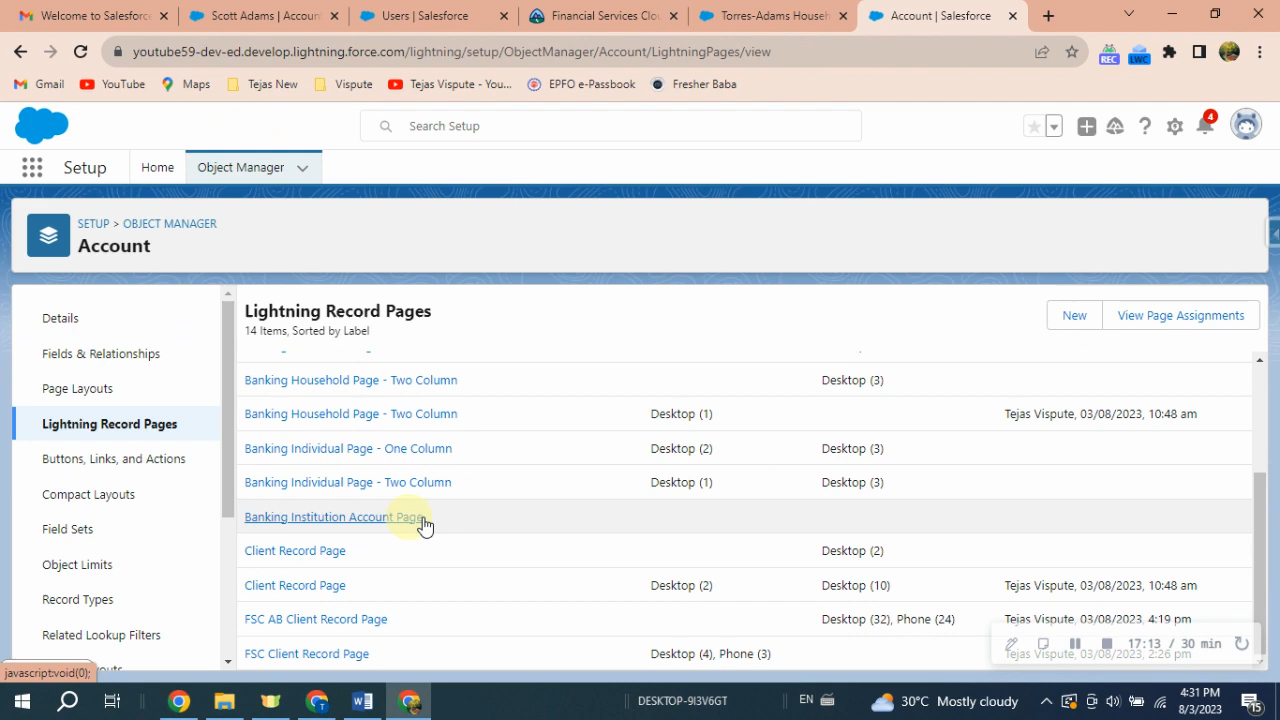 Welcome to Salesforce:
Scott Adams | Account
Users | Salesforce
Financial Services Clou
Torres-Adams Househ
Account | Salesforce
youtube59-dev-ed.develop.lightning.force.com/lightning/setup/ObjectManager/Account/LightningPages/view
REC
LWC
Gmail
YouTube
Maps
Tejas New
Vispute
Tejas Vispute - You...
EPFO e-Passbook
Fresher Baba
Search Setup
4
Setup
Home
Object Manager
SETUP > OBJECT MANAGER
Account
Details
Fields & Relationships
Page Layouts
Lightning Record Pages
Buttons, Links, and Actions
Compact Layouts
Field Sets
Object Limits
Record Types
Related Lookup Filters
Lightning Record Pages
14 Items, Sorted by Label
New
View Page Assignments
Banking Household Page - Two Column Desktop (3)
Banking Household Page - Two Column Desktop (1) Tejas Vispute, 03/08/2023, 10:48 am
Banking Individual Page - One Column Desktop (2) Desktop (3)
Banking Individual Page - Two Column Desktop (1) Desktop (3)
Banking Institution Account Page
Client Record Page Desktop (2)
Client Record Page Desktop (2) Desktop (10) Tejas Vispute, 03/08/2023, 10:48 am
FSC AB Client Record Page Desktop (32), Phone (24) Tejas Vispute, 03/08/2023, 4:19 pm
FSC Client Record Page Desktop (4), Phone (3) Tejas Vispute, 03/08/2023, 2:26 pm
17:13 / 30 min
javascript:void(0);
DESKTOP-9I3V6GT
EN
30°C Mostly cloudy
4:31 PM
8/3/2023
15